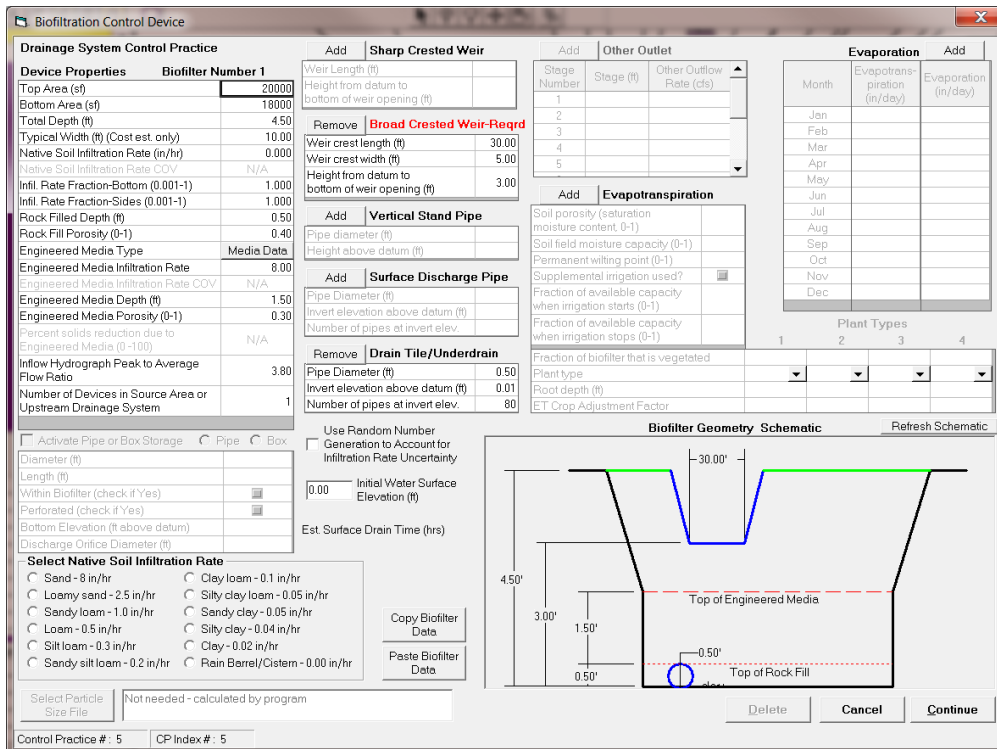 Biofiltration Control Device
X
Drainage System Control Practice
Device Properties Biofilter Number 1
Top Area (sf) 20000
Bottom Area (sf) 18000
Total Depth (ft) 4.50
Typical Width (ft) (Cost est. only) 10.00
Native Soil Infiltration Rate (in/hr) 0.000
Native Soil Infiltration Rate COV N/A
Infil. Rate Fraction-Bottom (0.001-1) 1.000
Infil. Rate Fraction-Sides (0.001-1) 1.000
Rock Filled Depth (ft) 0.50
Rock Fill Porosity (0-1) 0.40
Engineered Media Type Media Data
Engineered Media Infiltration Rate 8.00
Engineered Media Infiltration Rate COV N/A
Engineered Media Depth (ft) 1.50
Engineered Media Porosity (0-1) 0.30
Percent solids reduction due to
Engineered Media (0 -100) N/A
Inflow Hydrograph Peak to Average
Flow Ratio 3.80
Number of Devices in Source Area or
Upstream Drainage System 1
Activate Pipe or Box Storage Pipe Box
Diameter (ft)
Length (ft)
Within Biofilter (check if Yes)
Perforated (check if Yes)
Bottom Elevation (ft above datum)
Discharge Orifice Diameter (ft)
Select Native Soil Infiltration Rate
Sand - 8 in/hr
Loamy sand - 2.5 in/hr
Sandy loam - 1.0 in/hr
Loam - 0.5 in/hr
Silt loam - 0.3 in/hr
Sandy silt loam - 0.2 in/hr
Clay loam - 0.1 in/hr
Silty clay loam - 0.05 in/hr
Sandy clay - 0.05 in/hr
Silty clay - 0.04 in/hr
Clay - 0.02 in/hr
Rain Barrel/Cistern - 0.00 in/hr
Select Particle
Size File
Not needed - calculated by program
Control Practice # : 5 CP Index # : 5
Add Sharp Crested Weir
Weir Length (ft)
Height from datum to
bottom of weir opening (ft)
Remove Broad Crested Weir-Reqrd
Weir crest length (ft) 30.00
Weir crest width (ft) 5.00
Height from datum to
bottom of weir opening (ft) 3.00
Add Vertical Stand Pipe
Pipe diameter (ft)
Height above datum (ft)
Add Surface Discharge Pipe
Pipe Diameter (ft)
Invert elevation above datum (ft)
Number of pipes at invert elev.
Remove Drain Tile/Underdrain
Pipe Diameter (ft) 0.50
Invert elevation above datum (ft) 0.01
Number of pipes at invert elev. 80
Use Random Number
Generation to Account for
Infiltration Rate Uncertainty
0.00 Initial Water Surface
Elevation (ft)
Est. Surface Drain Time (hrs)
Copy Biofilter
Data
Paste Biofilter
Data
Add Other Outlet
Stage
Number
Stage (ft)
Other Outflow
Rate (cfs)
1
2
3
4
5
Add Evapotranspiration
Soil porosity (saturation
moisture content, 0-1)
Soil field moisture capacity (0-1)
Permanent wilting point (0-1)
Supplemental irrigation used?
Fraction of available capacity
when irrigation starts (0-1)
Fraction of available capacity
when irrigation stops (0-1)
Fraction of biofilter that is vegetated
Plant type
Root depth (ft)
ET Crop Adjustment Factor
Evaporation Add
Month
Evapotrans-
piration
(in/day)
Evaporation
(in/day)
Jan
Feb
Mar
Apr
May
Jun
Jul
Aug
Sep
Oct
Nov
Dec
Plant Types
1 2 3 4
Biofilter Geometry Schematic Refresh Schematic
30.00'
4.50'
3.00'
1.50'
0.50'
Top of Engineered Media
0.50'
Top of Rock Fill
Delete Cancel Continue